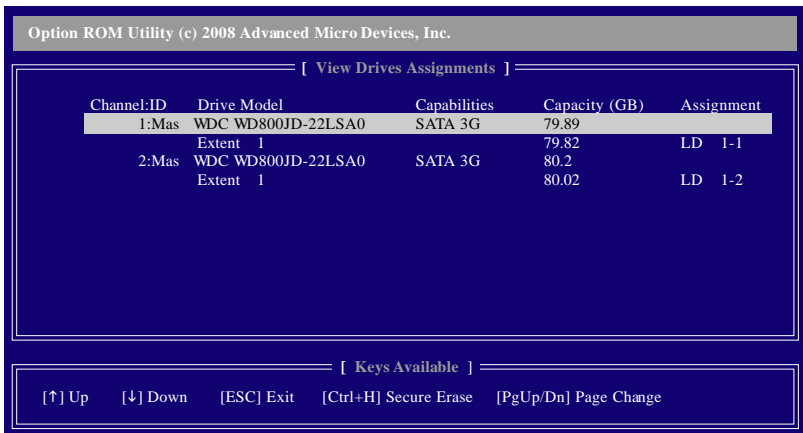 Option ROM Utility (c) 2008 Advanced Micro Devices, Inc.
[ View Drives Assignments ]
Channel:ID Drive Model Capabilities Capacity (GB) Assignment
1:Mas WDC WD800JD-22LSA0 SATA 3G 79.89
Extent 1 79.82 LD 1-1
2:Mas WDC WD800JD-22LSA0 SATA 3G 80.2
Extent 1 80.02 LD 1-2
[ Keys Available ]
[↑] Up [↓] Down [ESC] Exit [Ctrl+H] Secure Erase [PgUp/Dn] Page Change